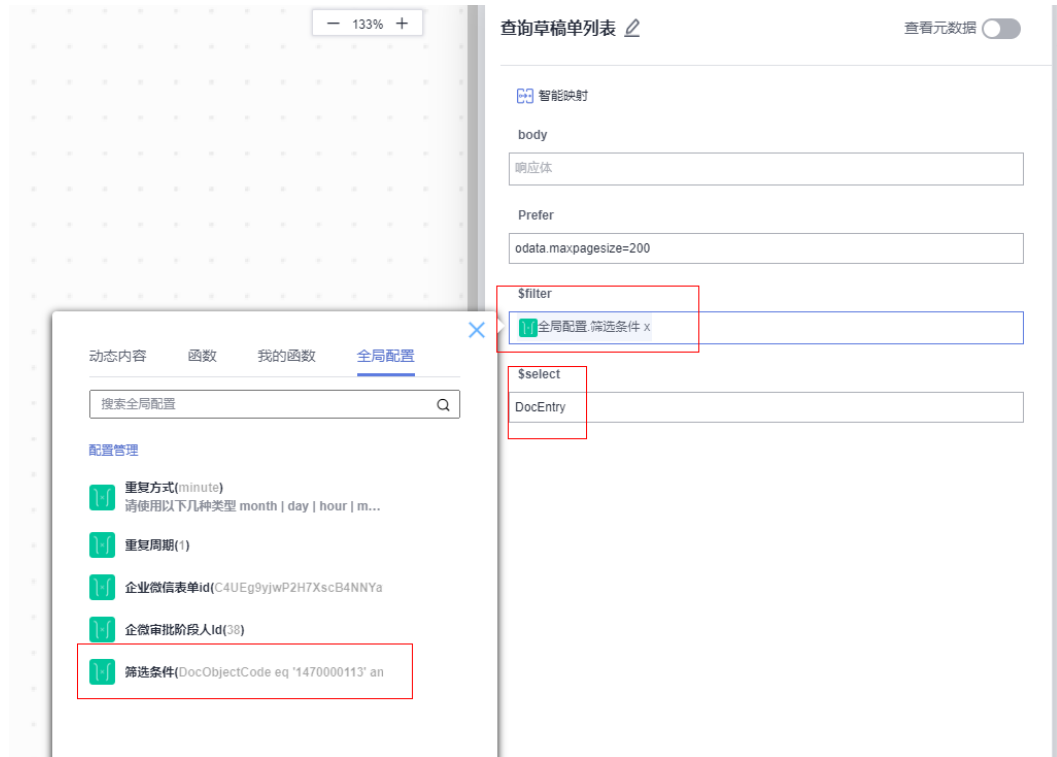 133%
查询草稿单列表
查看元数据
智能映射
body
响应体
Prefer
odata.maxpagesize=200
$filter
全局配置.筛选条件 x
$select
DocEntry
动态内容 函数 我的函数 全局配置
搜索全局配置
配置管理
重复方式(minute)
请使用以下几种类型 month | day | hour | m...
重复周期(1)
企业微信表单id(C4UEg9yjwP2H7XscB4NNYa
企微审批阶段人Id(38)
筛选条件(DocObjectCode eq '1470000113' an